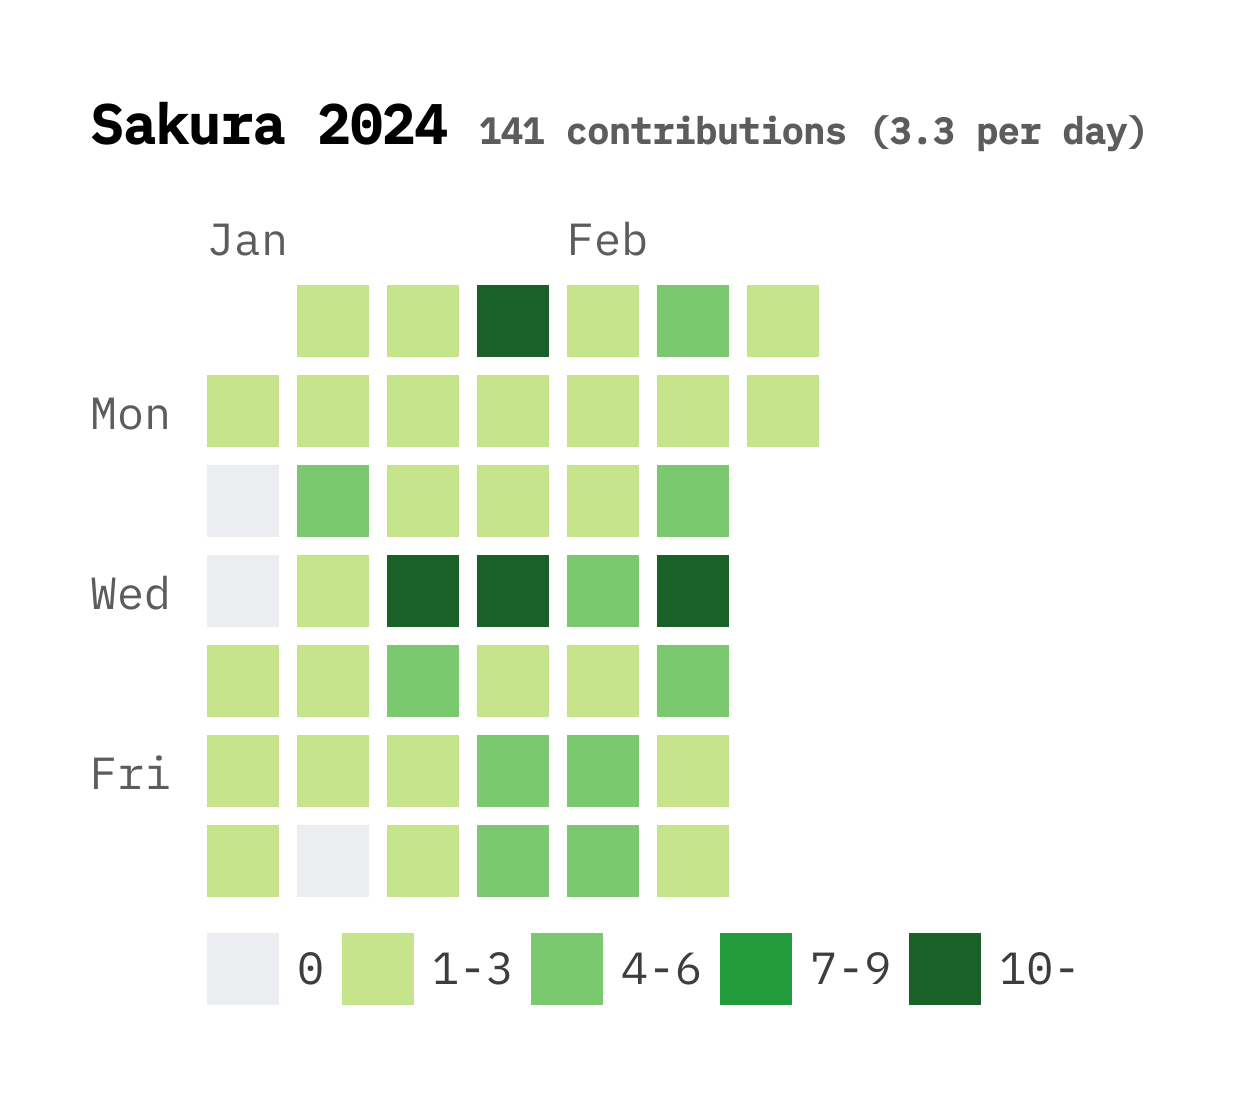 Sakura 2024 141 contributions (3.3 per day)
Jan Feb
Mon
Wed
Fri
0 1-3 4-6 7-9 10-